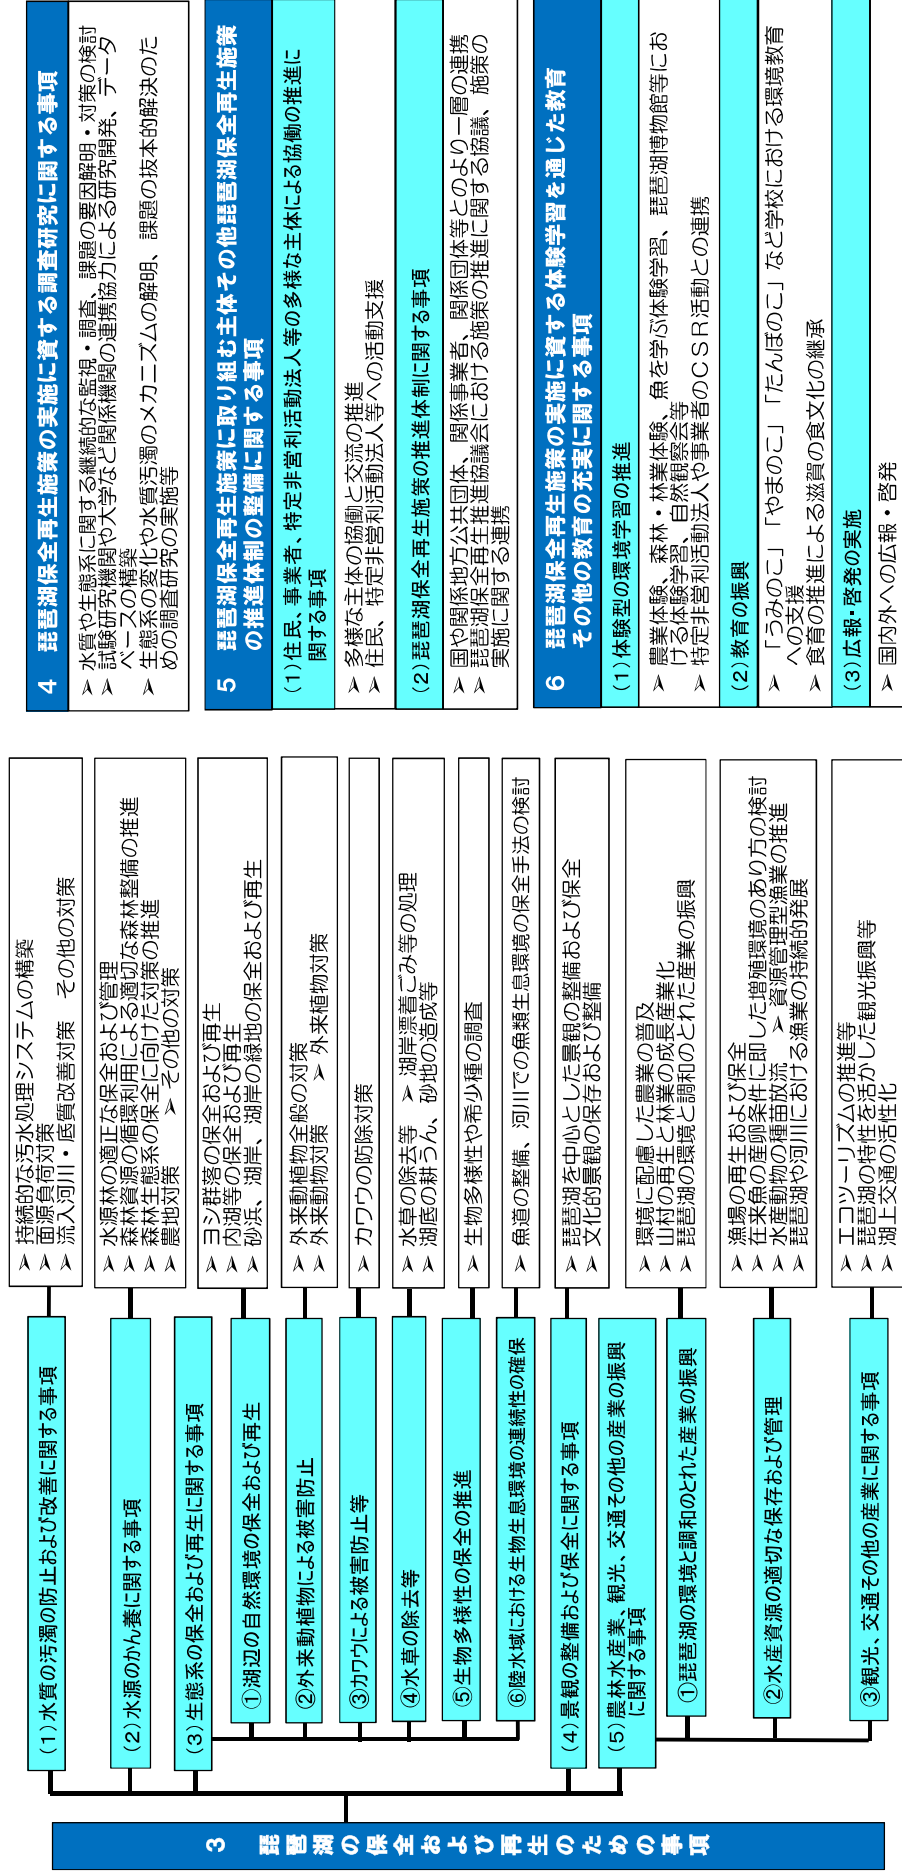 3　琵琶湖の保全および再生のための事項
(1)水質の汚濁の防止および改善に関する事項
➢ 持続的な汚水処理システムの構築
➢ 面源負荷対策
➢ 流入河川・底質改善対策　その他の対策
(2)水源のかん養に関する事項
➢ 水源林の適正な保全および管理
➢ 森林資源の循環利用による適切な森林整備の推進
➢ 森林生態系の保全に向けた対策の推進
➢ 農地対策　➢ その他の対策
(3)生態系の保全および再生に関する事項
①湖辺の自然環境の保全および再生
➢ ヨシ群落の保全および再生
➢ 内湖等の保全および再生
➢ 砂浜、湖岸、湖岸の緑地の保全および再生
②外来動植物による被害防止
➢ 外来動植物全般の対策
➢ 外来動物対策　➢ 外来植物対策
③カワウによる被害防止等
➢ カワウの防除対策
④水草の除去等
➢ 水草の除去等　➢ 湖岸漂着ごみ等の処理
➢ 湖底の耕うん、砂地の造成等
⑤生物多様性の保全の推進
➢ 生物多様性や希少種の調査
⑥陸水域における生物生息環境の連続性の確保
➢ 魚道の整備、河川での魚類生息環境の保全手法の検討
(4)景観の整備および保全に関する事項
➢ 琵琶湖を中心とした景観の整備および保全
➢ 文化的景観の保存および整備
(5)農林水産業、観光、交通その他の産業の振興
に関する事項
①琵琶湖の環境と調和のとれた産業の振興
➢ 環境に配慮した農業の普及
➢ 山村の再生と林業の成長産業化
➢ 琵琶湖の環境と調和のとれた産業の振興
②水産資源の適切な保存および管理
➢ 漁場の再生および保全
➢ 在来魚の産卵条件に即した増殖環境のあり方の検討
➢ 水産動物の種苗放流　➢ 資源管理型漁業の推進
➢ 琵琶湖や河川における漁業の持続的発展
③観光、交通その他の産業に関する事項
➢ エコツーリズムの推進等
➢ 琵琶湖の特性を活かした観光振興等
➢ 湖上交通の活性化
4　琵琶湖保全再生施策の実施に資する調査研究に関する事項
➢ 水質や生態系に関する継続的な監視・調査、課題の要因解明・対策の検討
➢ 試験研究機関や大学など関係機関の連携協力による研究開発、データ
ベースの構築
➢ 生態系の変化や水質汚濁のメカニズムの解明、課題の抜本的解決のた
めの調査研究の実施等
5　琵琶湖保全再生施策に取り組む主体その他琵琶湖保全再生施策
の推進体制の整備に関する事項
(1)住民、事業者、特定非営利活動法人等の多様な主体による協働の推進に
関する事項
➢ 多様な主体の協働と交流の推進
➢ 住民、特定非営利活動法人等への活動支援
(2)琵琶湖保全再生施策の推進体制に関する事項
➢ 国や関係地方公共団体、関係事業者、関係団体等とのより一層の連携
➢ 琵琶湖保全再生推進協議会における施策の推進に関する協議、施策の
実施に関する連携
6　琵琶湖保全再生施策の実施に資する体験学習を通じた教育
その他の教育の充実に関する事項
(1)体験型の環境学習の推進
➢ 農業体験、森林・林業体験、魚を学ぶ体験学習、琵琶湖博物館等にお
ける体験学習、自然観察会等
➢ 特定非営利活動法人や事業者のＣＳＲ活動との連携
(2)教育の振興
➢ 「うみのこ」「やまのこ」「たんぼのこ」など学校における環境教育
への支援
➢ 食育の推進による滋賀の食文化の継承
(3)広報・啓発の実施
➢ 国内外への広報・啓発